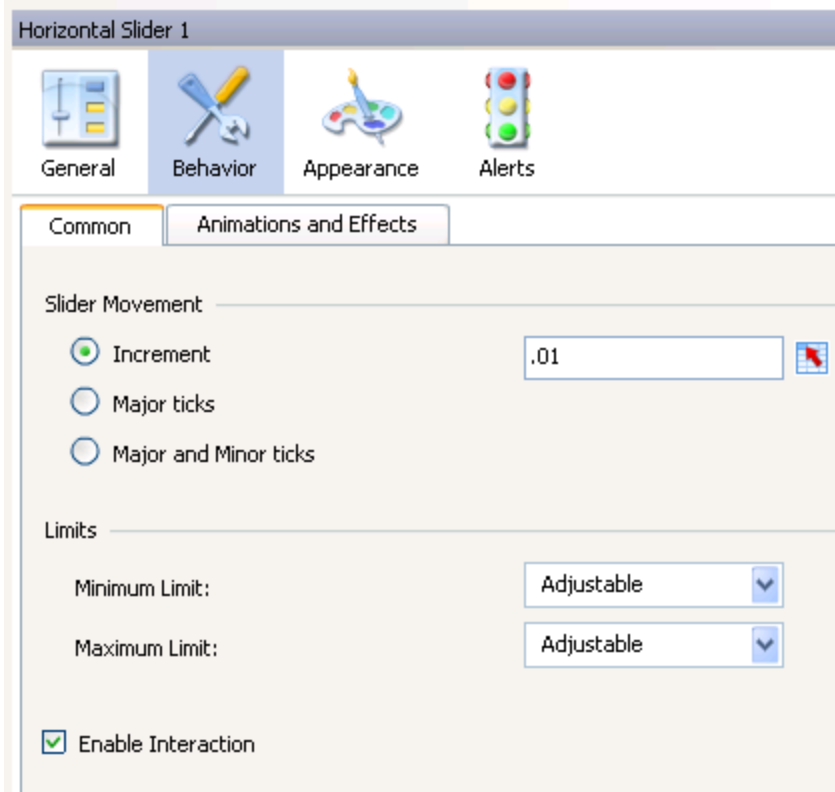 Horizontal Slider 1
General Behavior Appearance Alerts
Common Animations and Effects
Slider Movement
Increment .01
Major ticks
Major and Minor ticks
Limits
Minimum Limit: Adjustable
Maximum Limit: Adjustable
Enable Interaction